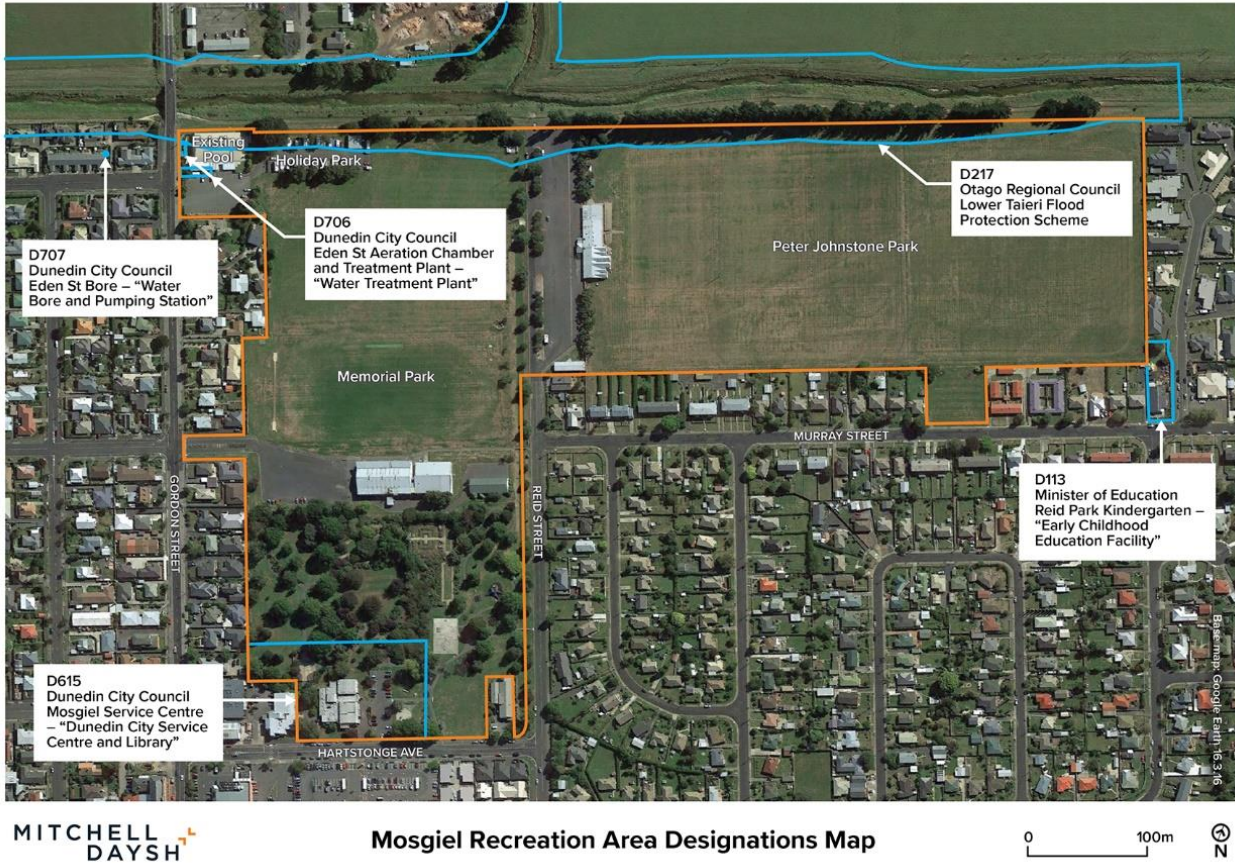 Existing
Pool
Holiday Park
D217
Otago Regional Council
Lower Taieri Flood
Protection Scheme
D706
Dunedin City Council
Eden St Aeration Chamber
and Treatment Plant –
“Water Treatment Plant”
D707
Dunedin City Council
Eden St Bore – “Water
Bore and Pumping Station”
Peter Johnstone Park
Memorial Park
MURRAY STREET
GORDON STREET
REID STREET
D113
Minister of Education
Reid Park Kindergarten –
“Early Childhood
Education Facility”
D615
Dunedin City Council
Mosgiel Service Centre
– “Dunedin City Service
Centre and Library”
HARTSTONGE AVE
Base map: Google Earth 16.3.16
MITCHELL
DAYSH
Mosgiel Recreation Area Designations Map
0 100m
N